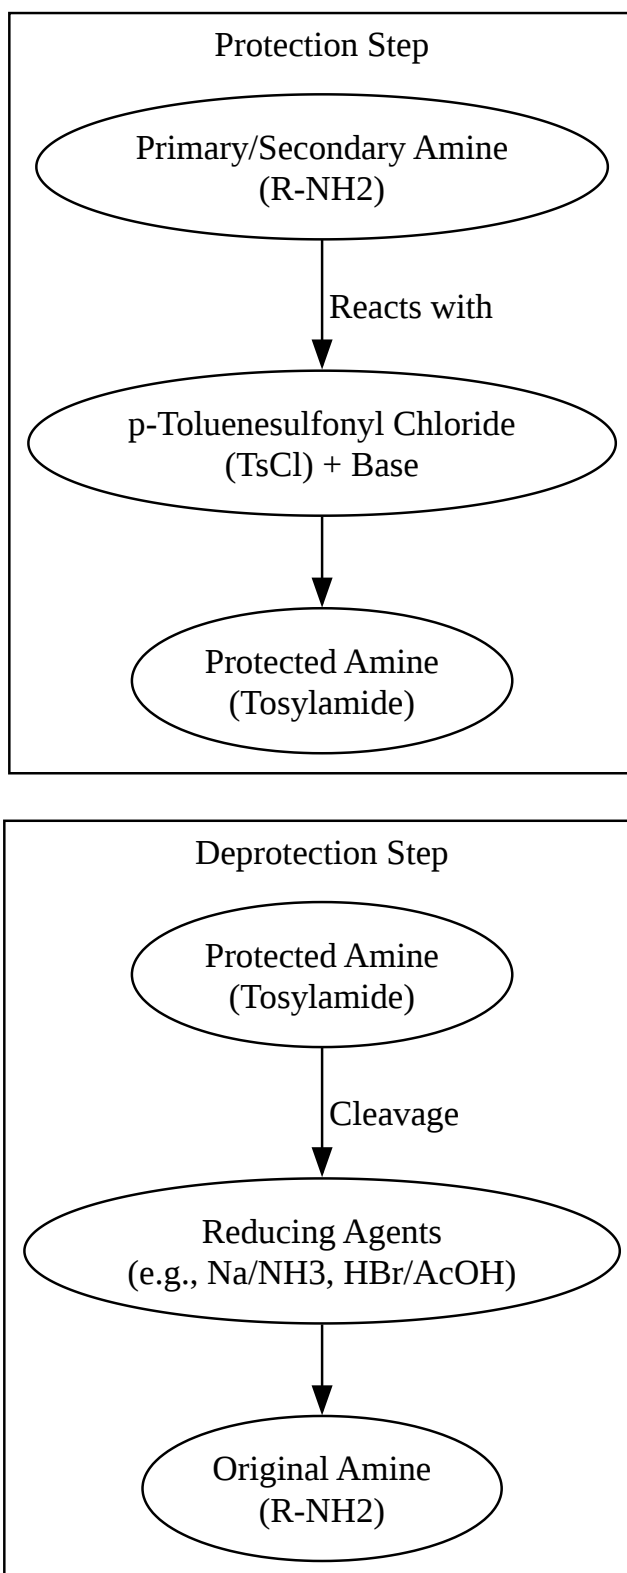 Protection Step
Primary/Secondary Amine
(R-NH2)
Reacts with
p-Toluenesulfonyl Chloride
(TsCl) + Base
Protected Amine
(Tosylamide)
Deprotection Step
Protected Amine
(Tosylamide)
Cleavage
Reducing Agents
(e.g., Na/NH3, HBr/AcOH)
Original Amine
(R-NH2)